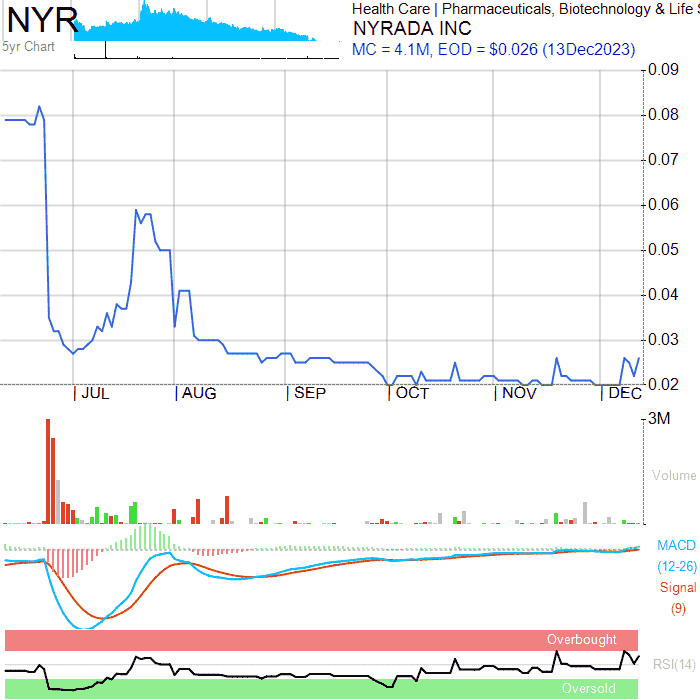 NYR
Health Care | Pharmaceuticals, Biotechnology & Life S
NYRADA INC
5yr Chart
MC = 4.1M, EOD = $0.026 (13Dec2023)
0.09
0.08
0.07
0.06
0.05
0.04
0.03
0.02
JUL
AUG
SEP
OCT
NOV
DEC
3M
Volume
MACD
(12-26)
Signal
(9)
Overbought
RSI(14)
Oversold